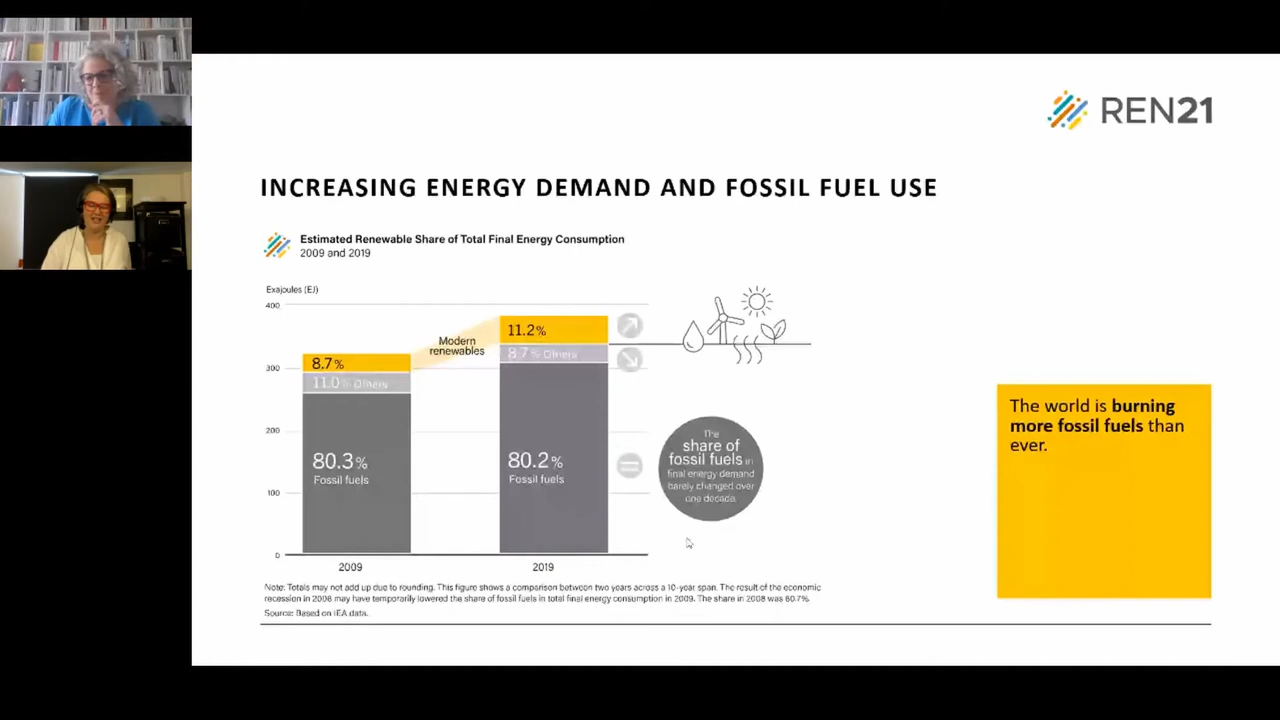 REN21
INCREASING ENERGY DEMAND AND FOSSIL FUEL USE
Estimated Renewable Share of Total Final Energy Consumption
2009 and 2019
Exajoules (EJ)
400
300
200
100
0
8.7%
11.0% Others
80.3%
Fossil fuels
2009
Modern
renewables
11.2%
8.7% Others
80.2%
Fossil fuels
2019
The
share of
fossil fuels in
final energy demand
barely changed over
one decade.
The world is burning
more fossil fuels than
ever.
Note: Totals may not add up due to rounding. This figure shows a comparison between two years across a 10-year span. The result of the economic
recession in 2008 may have temporarily lowered the share of fossil fuels in total final energy consumption in 2009. The share in 2008 was 80.7%.
Source: Based on IEA data.